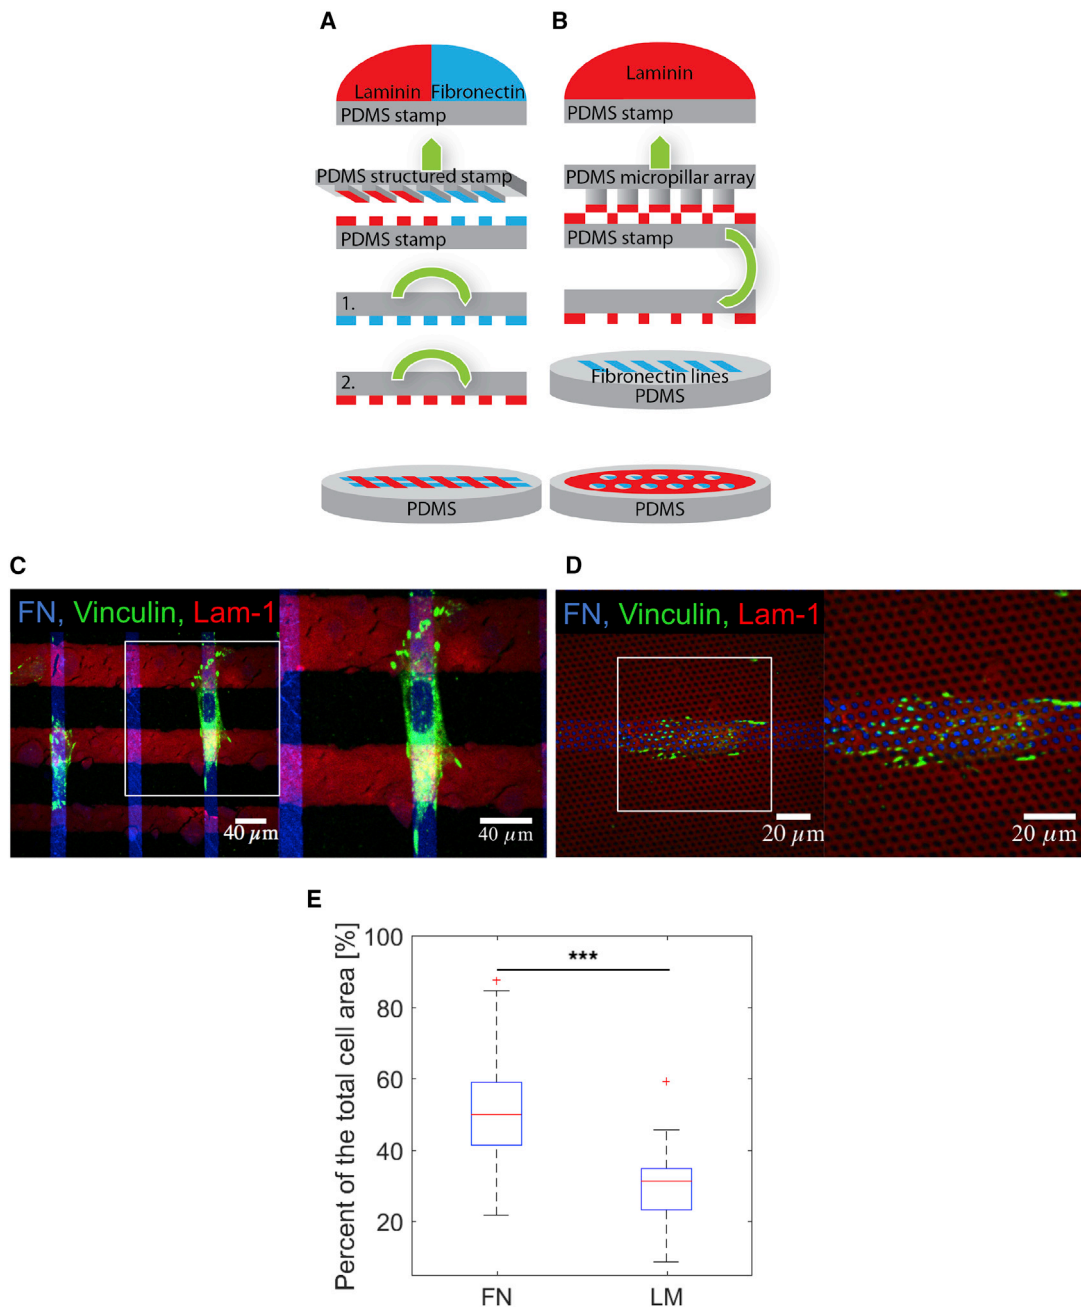 A
B
Laminin
Fibronectin
PDMS stamp
PDMS structured stamp
PDMS stamp
1.
2.
PDMS
Laminin
PDMS stamp
PDMS micropillar array
PDMS stamp
Fibronectin lines
PDMS
PDMS
C
FN, Vinculin, Lam-1
40 µm
40 µm
D
FN, Vinculin, Lam-1
20 µm
20 µm
E
Percent of the total cell area [%]
100
80
60
40
20
***
FN
LM